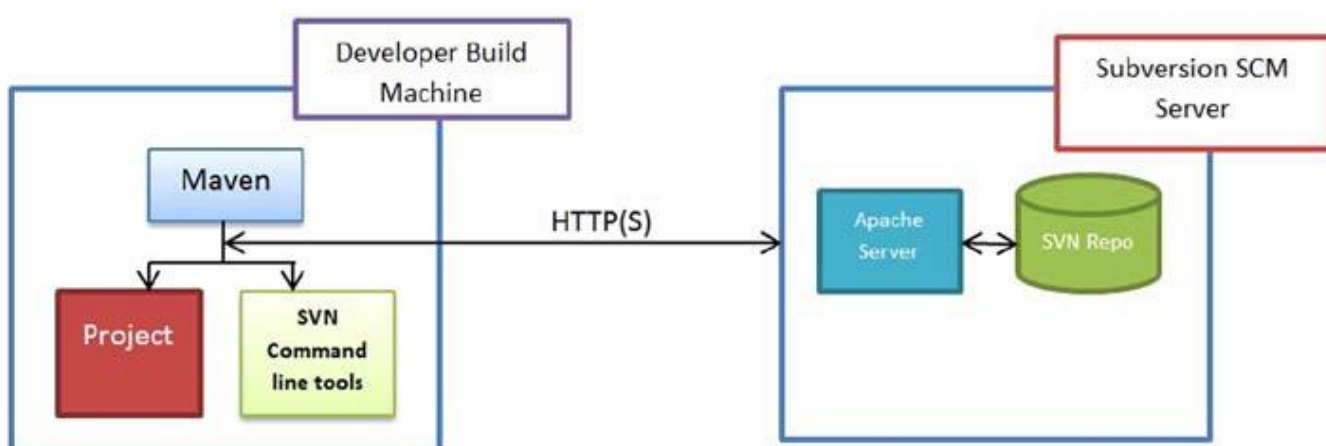 Developer Build
Machine
Maven
Project
SVN
Command
line tools
HTTP(S)
Subversion SCM
Server
Apache
Server
SVN Repo